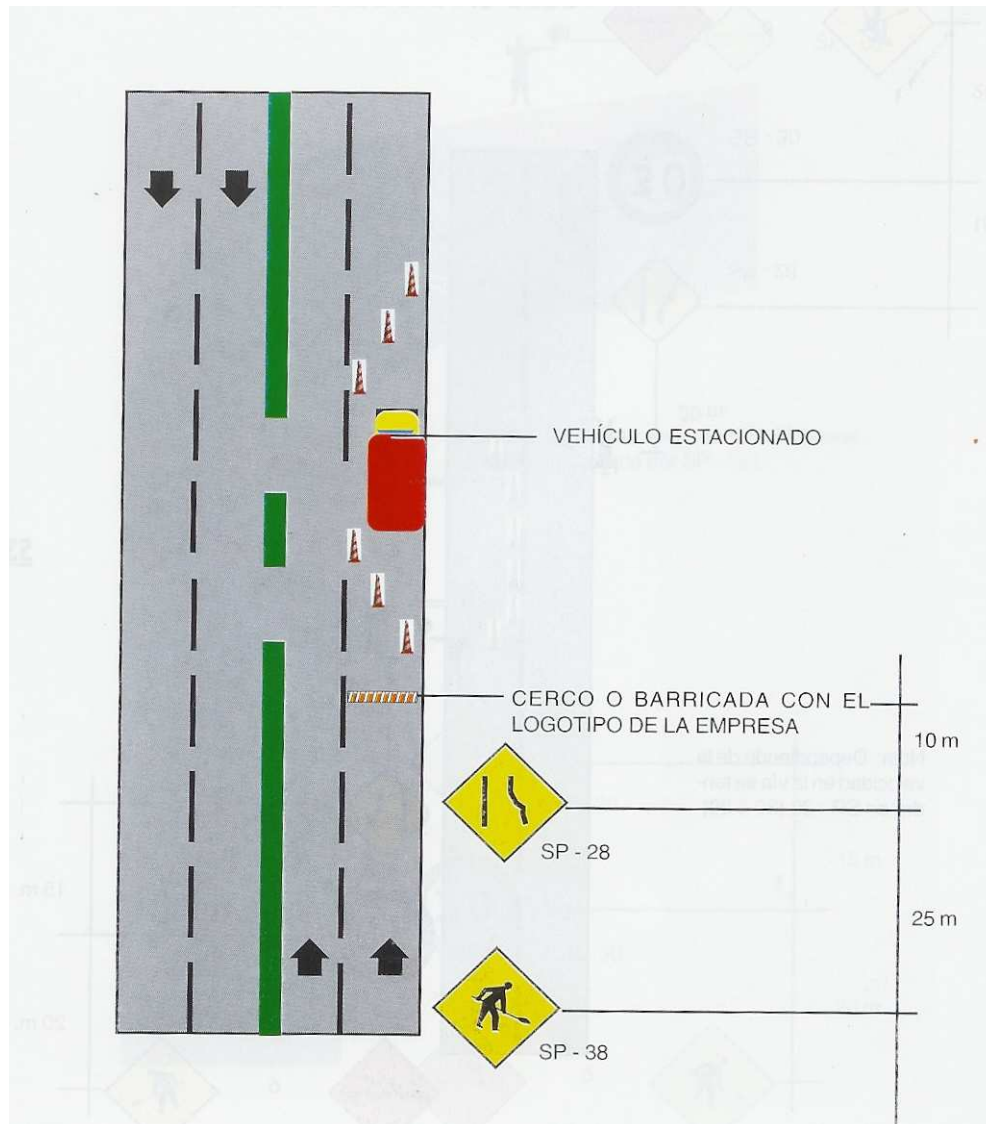 VEHÍCULO ESTACIONADO
CERCO O BARRICADA CON EL
LOGOTIPO DE LA EMPRESA
10 m
SP - 28
25 m
SP - 38